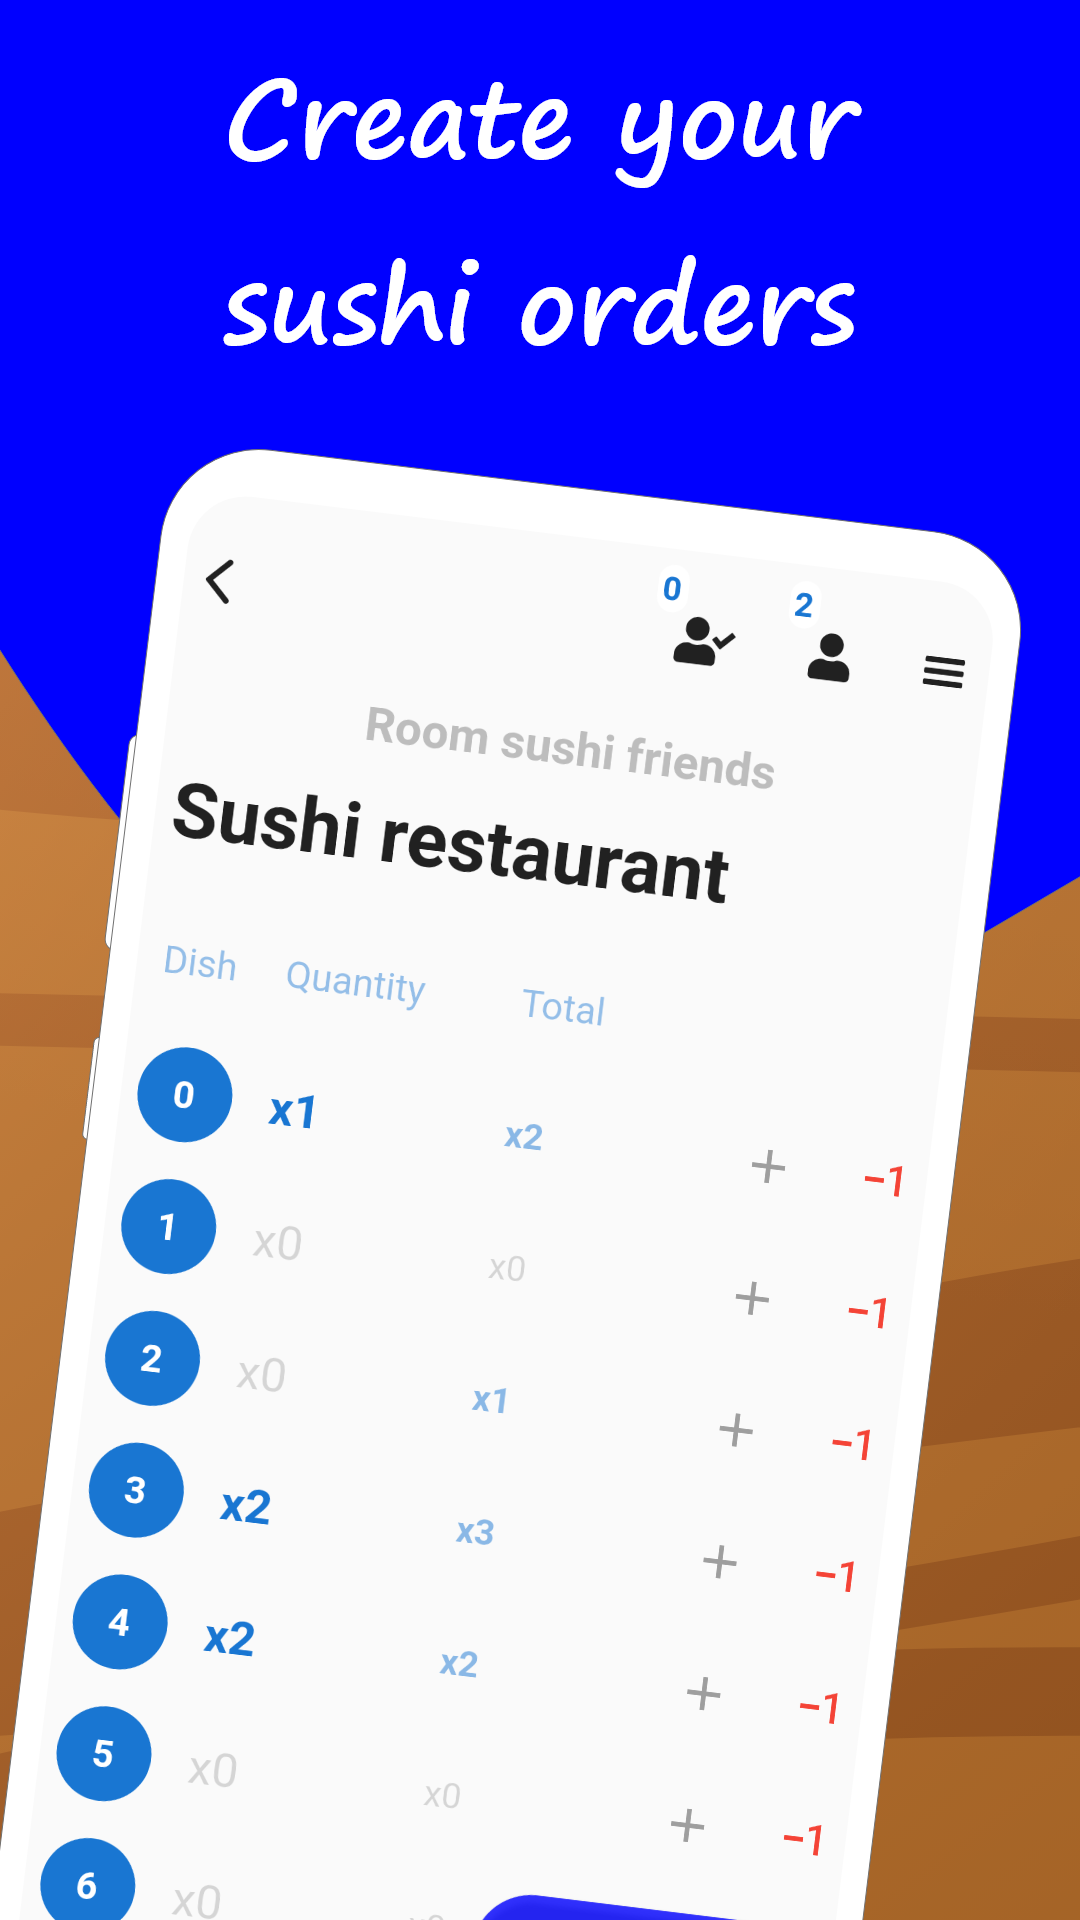 Create your
sushi orders
0
2
Room sushi friends
Sushi restaurant
Dish Quantity Total
0 x1 x2 + -1
1 x0 x0 + -1
2 x0 x1 + -1
3 x2 x3 + -1
4 x2 x2 + -1
5 x0 x0 + -1
6 x0